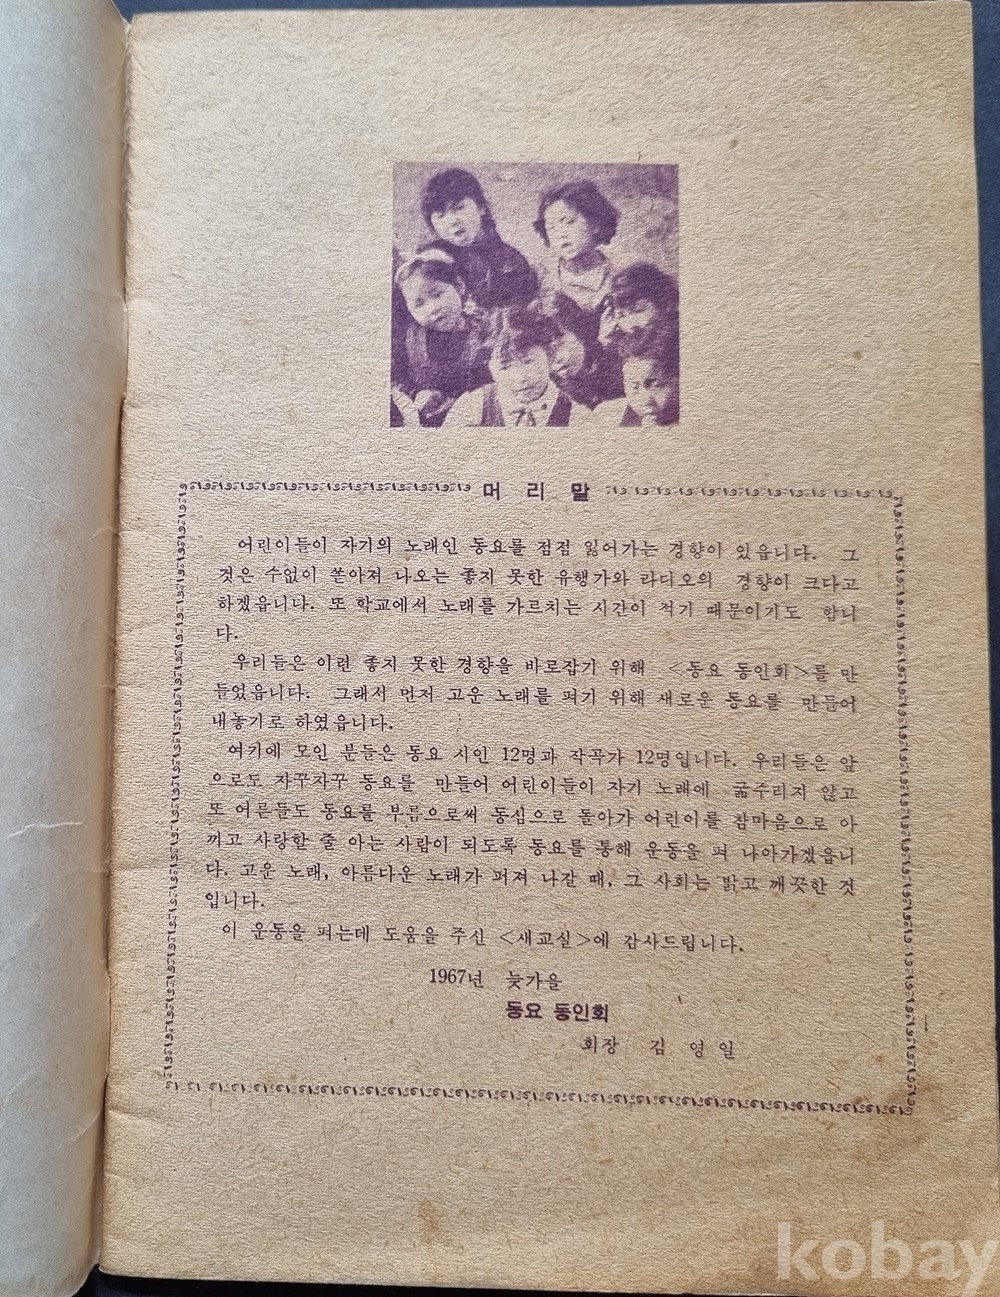 머 리 말
어린이들이 자기의 노래인 동요를 점점 잃어가는 경향이 있읍니다. 그
것은 수없이 쏟아져 나오는 좋지 못한 유행가와 라디오의 경향이 크다고
하겠읍니다. 또 학교에서 노래를 가르치는 시간이 적기 때문이기도 합니
다.
우리들은 이런 좋지 못한 경향을 바로잡기 위해 <동요 동인회>를 만
들었읍니다. 그래서 먼저 고운 노래를 펴기 위해 새로운 동요를 만들어
내놓기로 하였읍니다.
여기에 모인 분들은 동요 시인 12명과 작곡가 12명입니다. 우리들은 앞
으로도 자꾸자꾸 동요를 만들어 어린이들이 자기 노래에 굶주리지 않고
또 어른들도 동요를 부름으로써 동심으로 돌아가 어린이를 참마음으로 아
끼고 사랑할 줄 아는 사람이 되도록 동요를 통해 운동을 펴 나아가겠읍니
다. 고운 노래, 아름다운 노래가 퍼져 나갈 때, 그 사회는 밝고 깨끗한 것
입니다.
이 운동을 펴는데 도움을 주신 <새교실>에 감사드립니다.
1967년 늦가을
동요 동인회
회장 김 영 일
kobay